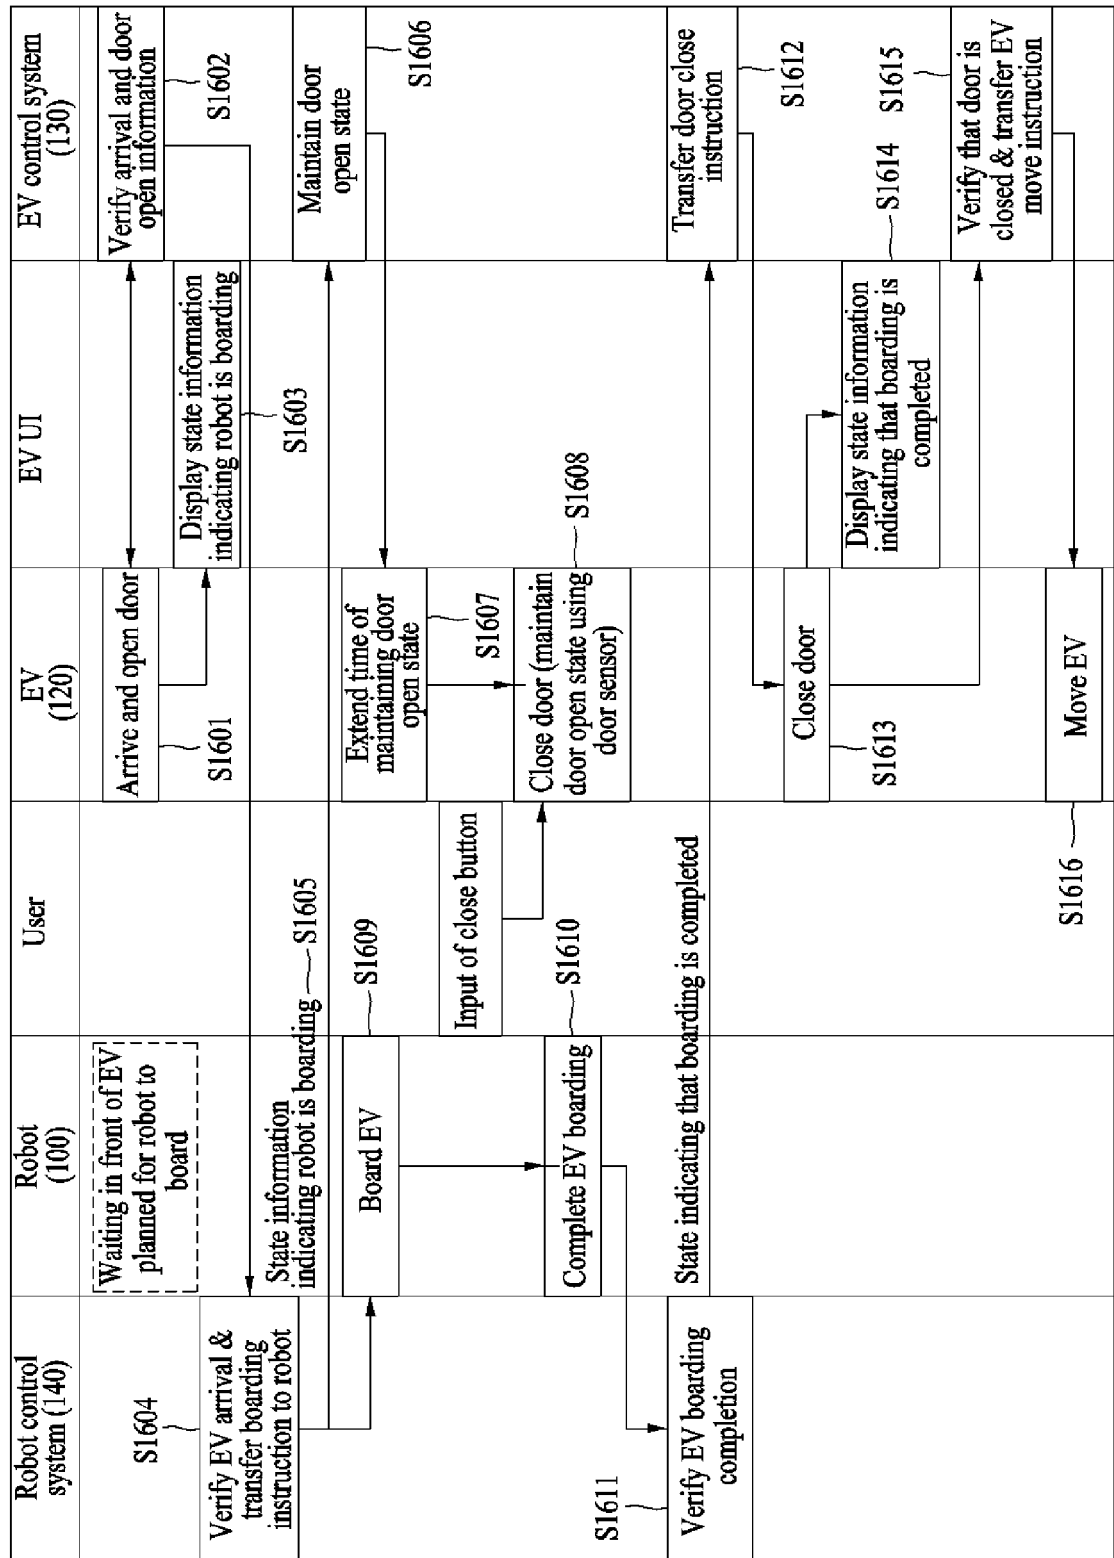 Robot control
system (140)
Robot
(100)
User
EV
(120)
EV UI
EV control system
(130)
Waiting in front of EV
planned for robot to
board
Arrive and open door
S1601
Verify arrival and door
open information
S1602
Display state information
indicating robot is boarding
S1603
S1604
Verify EV arrival &
transfer boarding
instruction to robot
State information
indicating robot is boarding
S1605
Maintain door
open state
S1606
Extend time of
maintaining door
open state
S1607
Board EV
S1609
Input of close button
Close door (maintain
door open state using
door sensor)
S1608
Complete EV boarding
S1610
S1611
Verify EV boarding
completion
State indicating that boarding is completed
Transfer door close
instruction
S1612
Close door
S1613
Display state information
indicating that boarding is
completed
S1614
S1615
Verify that door is
closed & transfer EV
move instruction
Move EV
S1616